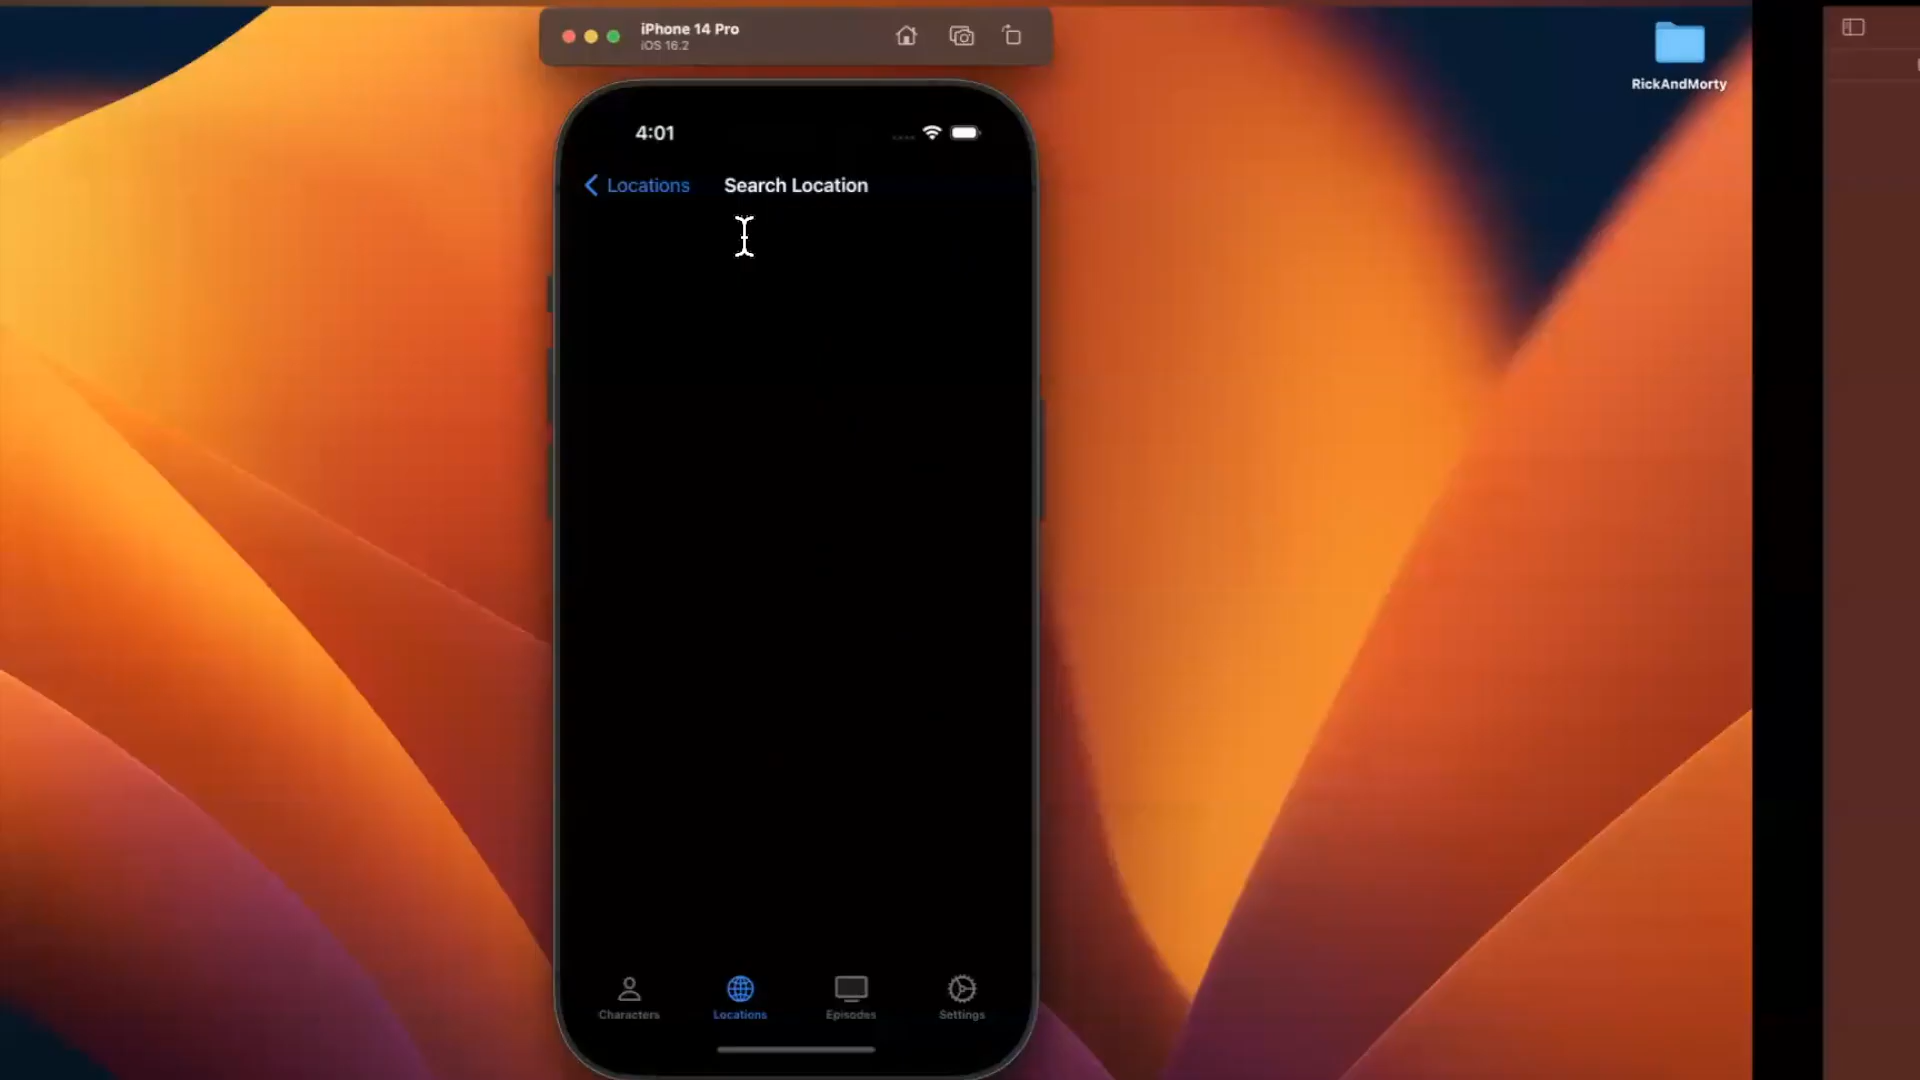 iPhone 14 Pro
iOS 16.2
RickAndMorty
4:01
Locations
Search Location
Characters
Locations
Episodes
Settings